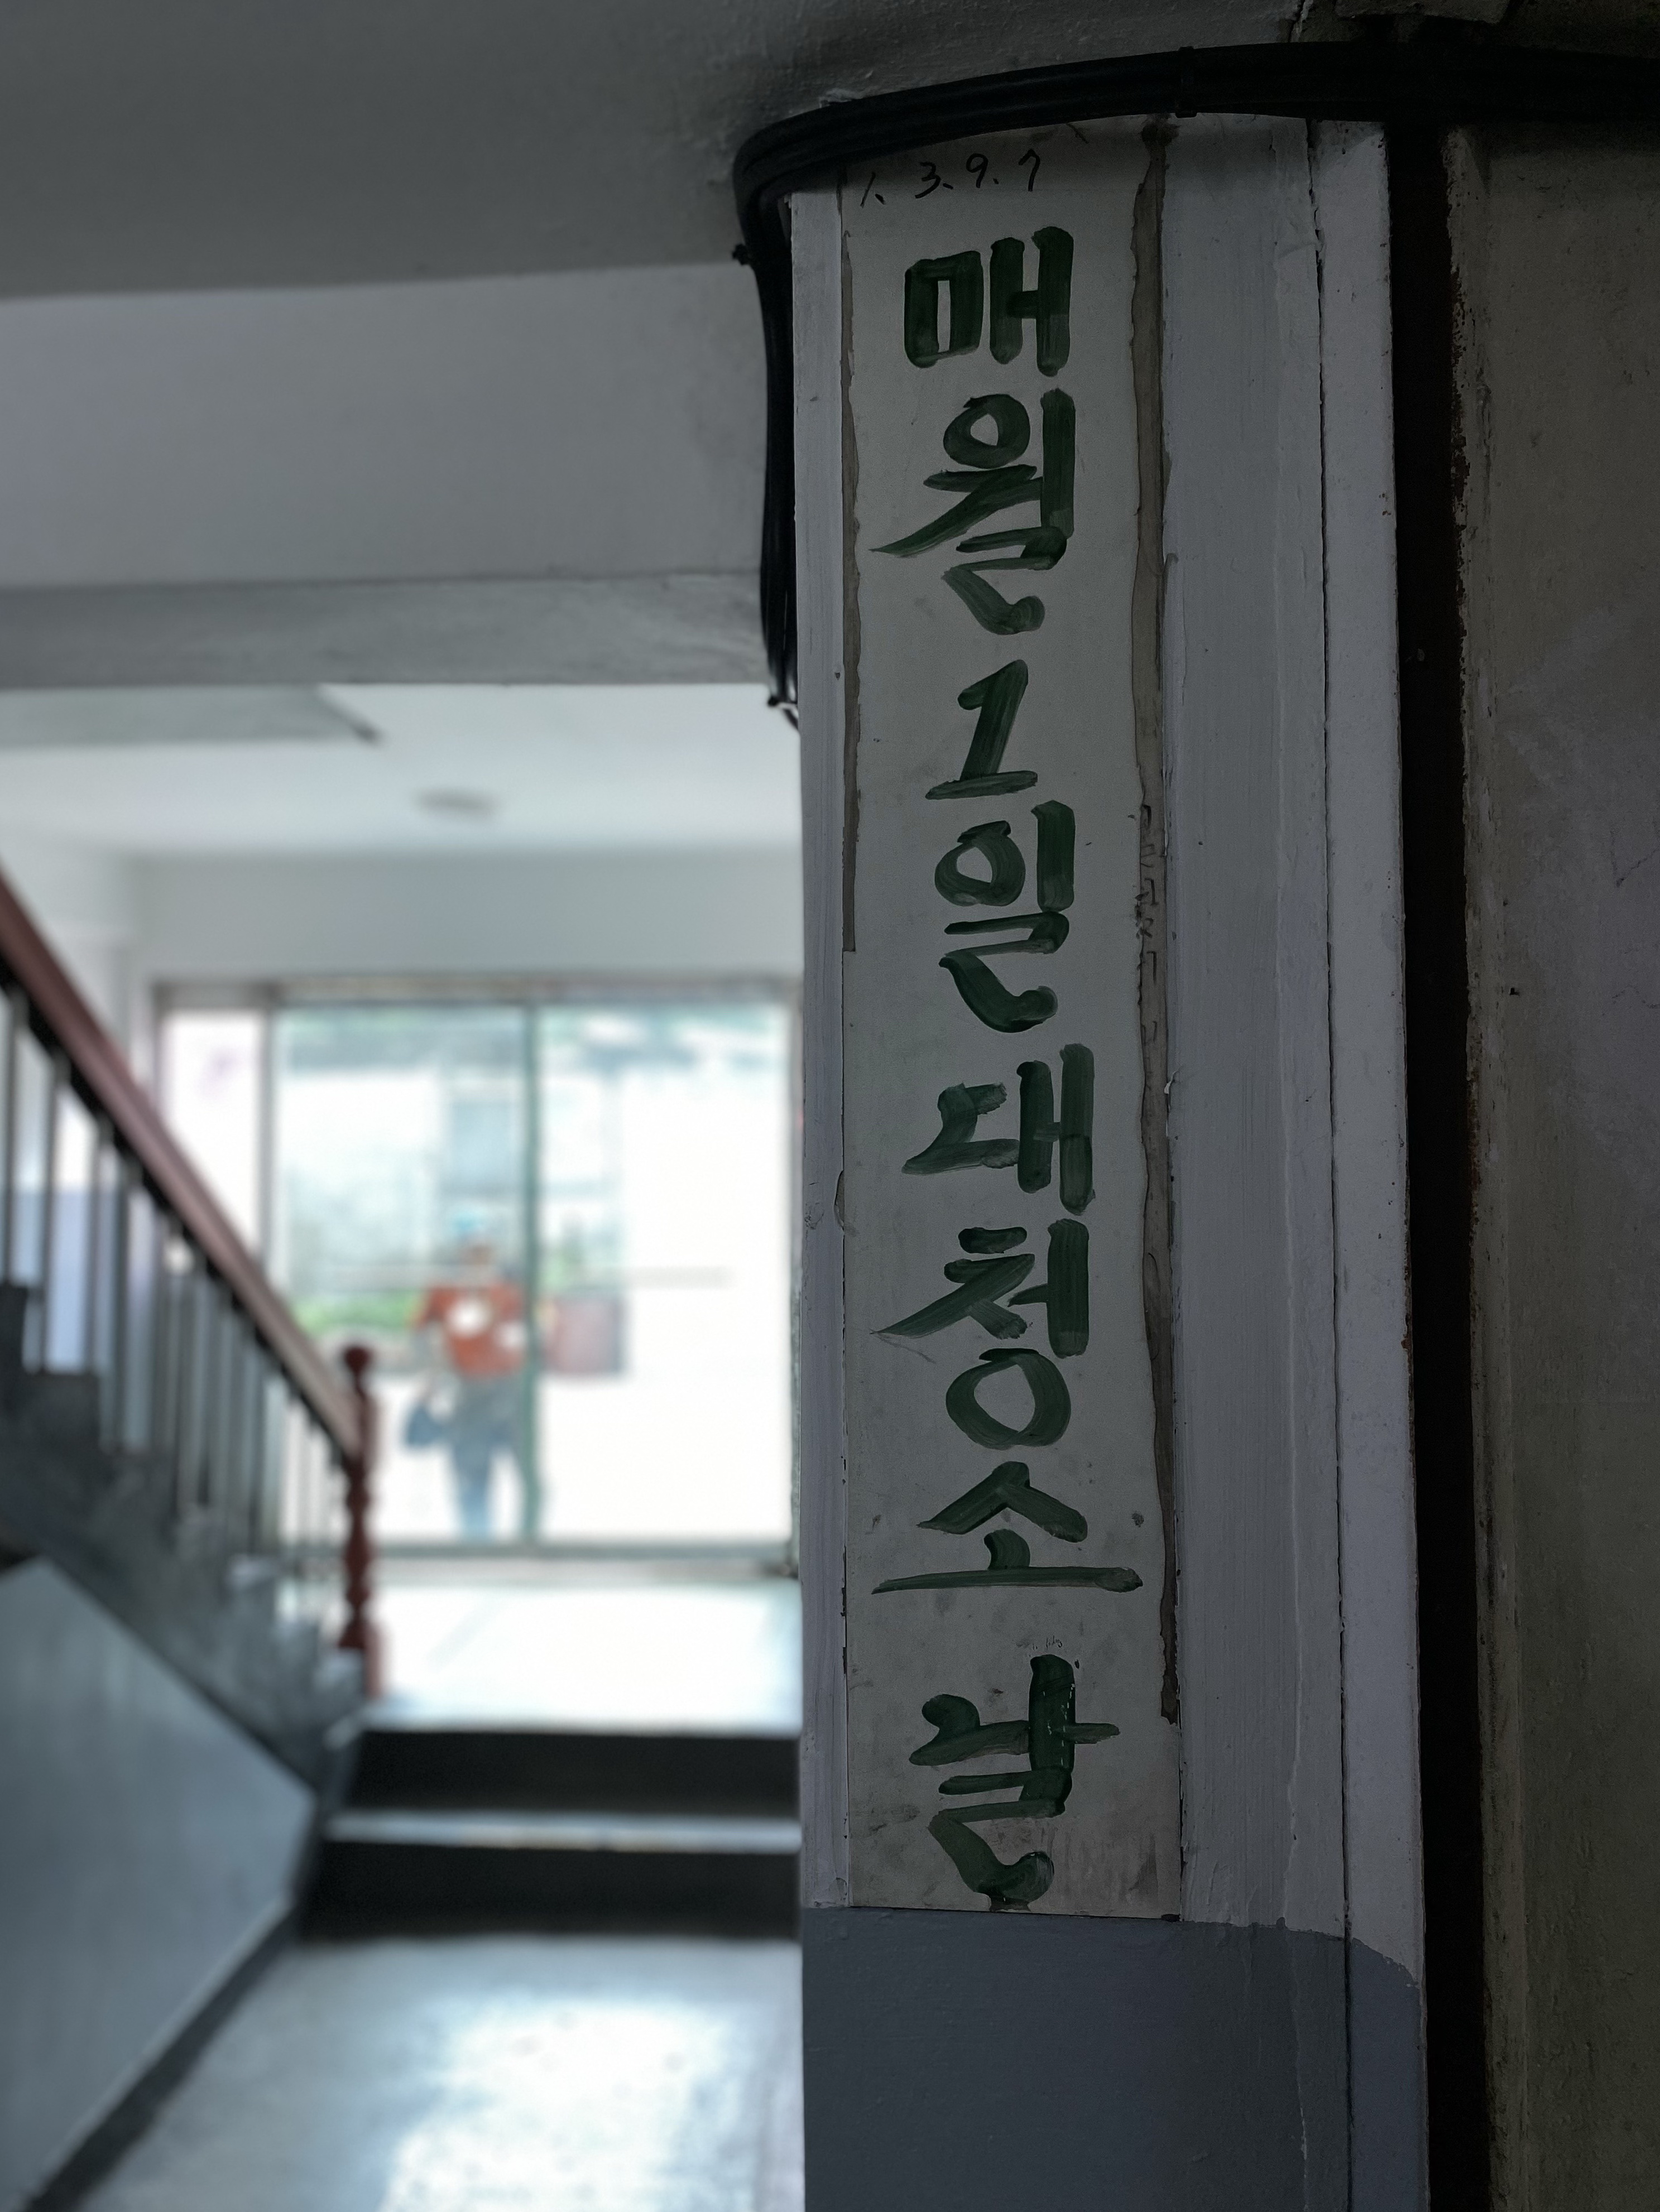 1. 3. 9. 7
매월 1일 대청소 날